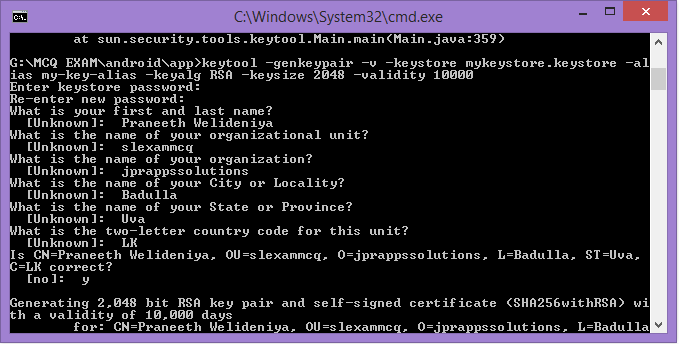 C:\Windows\System32\cmd.exe
at sun.security.tools.keytool.Main.main(Main.java:359)
G:\MCQ EXAM\android\app>keytool -genkeypair -v -keystore mykeystore.keystore -al
ias my-key-alias -keyalg RSA -keysize 2048 -validity 10000
Enter keystore password:
Re-enter new password:
What is your first and last name?
[Unknown]:  Praneeth Welideniya
What is the name of your organizational unit?
[Unknown]:  slexammcq
What is the name of your organization?
[Unknown]:  jprappssolutions
What is the name of your City or Locality?
[Unknown]:  Badulla
What is the name of your State or Province?
[Unknown]:  Uva
What is the two-letter country code for this unit?
[Unknown]:  LK
Is CN=Praneeth Welideniya, OU=slexammcq, O=jprappssolutions, L=Badulla, ST=Uva,
C=LK correct?
[no]:  y
Generating 2,048 bit RSA key pair and self-signed certificate (SHA256withRSA) wi
th a validity of 10,000 days
for: CN=Praneeth Welideniya, OU=slexammcq, O=jprappssolutions, L=Badulla